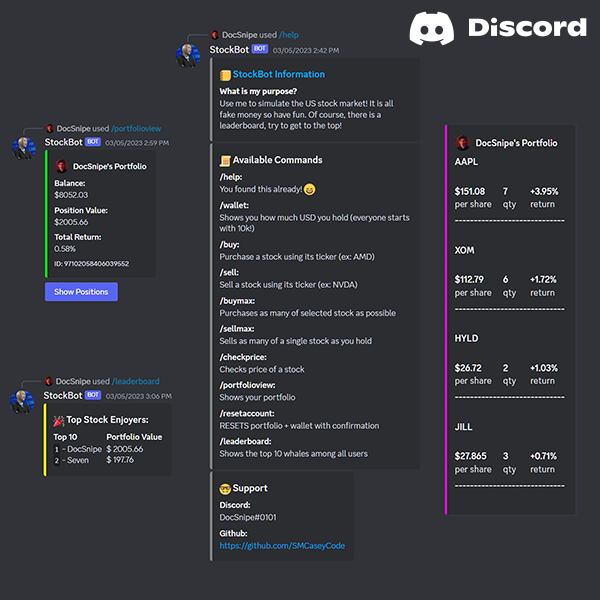 Discord
DocSnipe used /help
StockBot BOT 03/05/2023 2:42 PM
StockBot Information
What is my purpose?
Use me to simulate the US stock market! It is all
fake money so have fun. Of course, there is a
leaderboard, try to get to the top!
Available Commands
/help:
You found this already!
/wallet:
Shows you how much USD you hold (everyone starts
with 10k!)
/buy:
Purchase a stock using its ticker (ex: AMD)
/sell:
Sell a stock using its ticker (ex: NVDA)
/buymax:
Purchases as many of selected stock as possible
/sellmax:
Sells as many of a single stock as you hold
/checkprice:
Checks price of a stock
/portfolioview:
Shows your portfolio
/resetaccount:
RESETS portfolio + wallet with confirmation
/leaderboard:
Shows the top 10 whales among all users
Support
Discord:
DocSnipe#0101
Github:
https://github.com/SMCaseyCode
DocSnipe used /portfolioview
StockBot BOT 03/05/2023 2:59 PM
DocSnipe's Portfolio
Balance:
$8052.03
Position Value:
$2005.66
Total Return:
0.58%
ID: 97102058406039552
Show Positions
DocSnipe used /leaderboard
StockBot BOT 03/05/2023 3:06 PM
Top Stock Enjoyers:
Top 10 Portfolio Value
1 - DocSnipe $ 2005.66
2 - Seven $ 197.76
DocSnipe's Portfolio
AAPL
$151.08 7 +3.95%
per share qty return
------------------------------
XOM
$112.79 6 +1.72%
per share qty return
------------------------------
HYLD
$26.72 2 +1.03%
per share qty return
------------------------------
JILL
$27.865 3 +0.71%
per share qty return
------------------------------